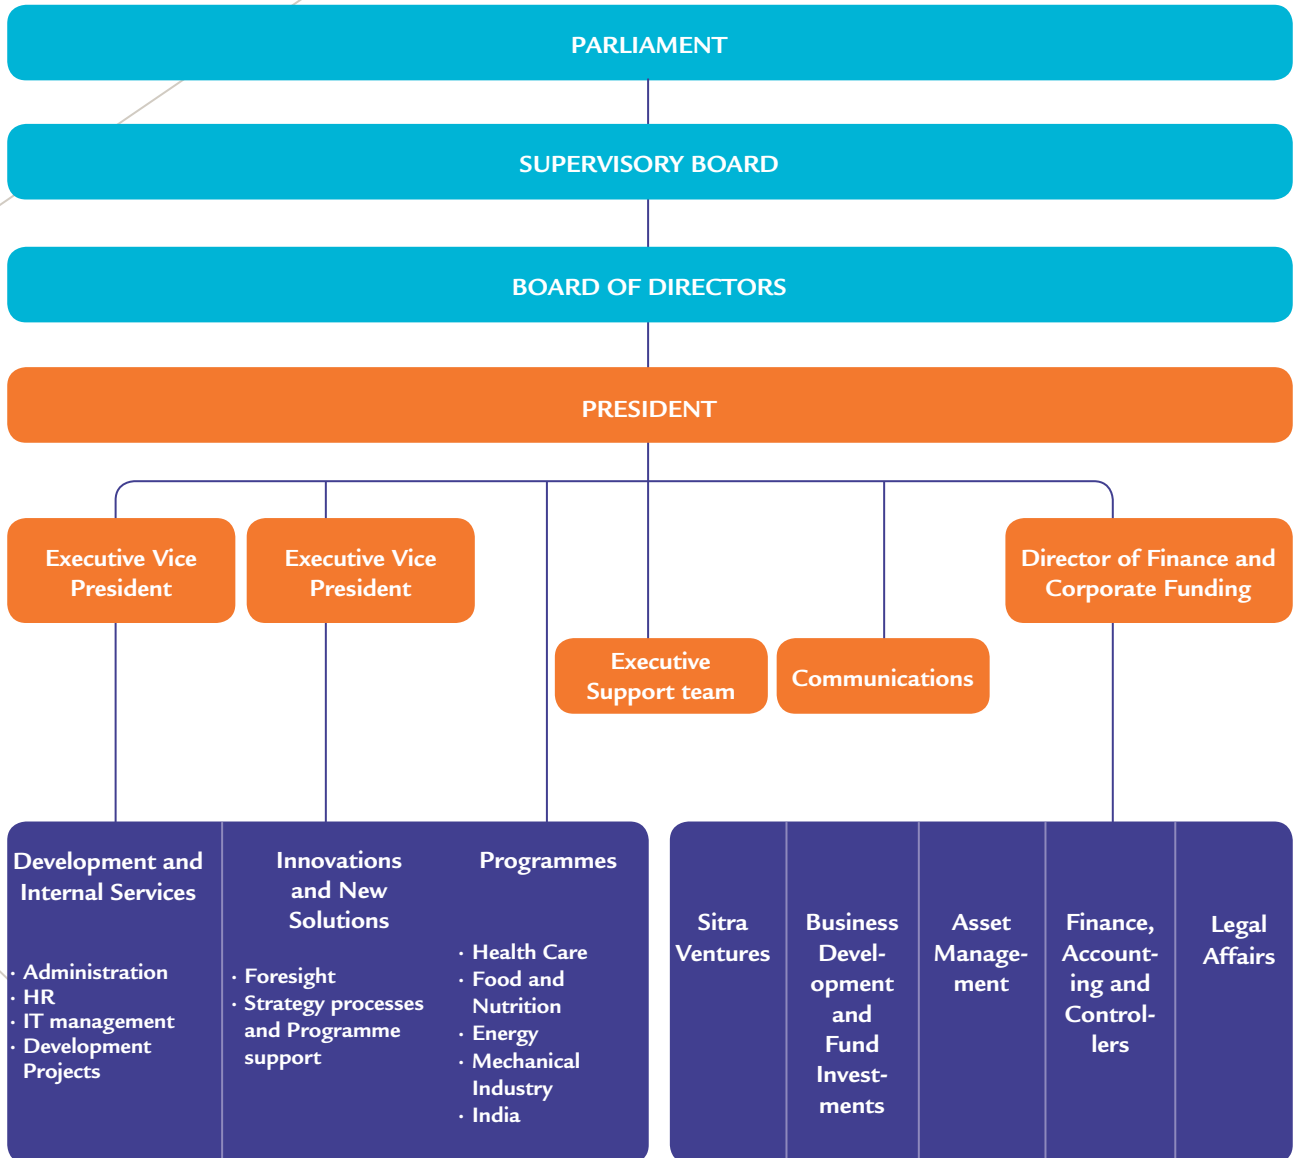 PARLIAMENT
SUPERVISORY BOARD
BOARD OF DIRECTORS
PRESIDENT
Executive Vice
President
Executive Vice
President
Director of Finance and
Corporate Funding
Executive
Support team
Communications
Development and
Internal Services
· Administration
· HR
· IT management
· Development
Projects
Innovations
and New
Solutions
· Foresight
· Strategy processes
and Programme
support
Programmes
· Health Care
· Food and
Nutrition
· Energy
· Mechanical
Industry
· India
Sitra
Ventures
Business
Devel-
opment
and
Fund
Invest-
ments
Asset
Manage-
ment
Finance,
Account-
ing and
Control-
lers
Legal
Affairs